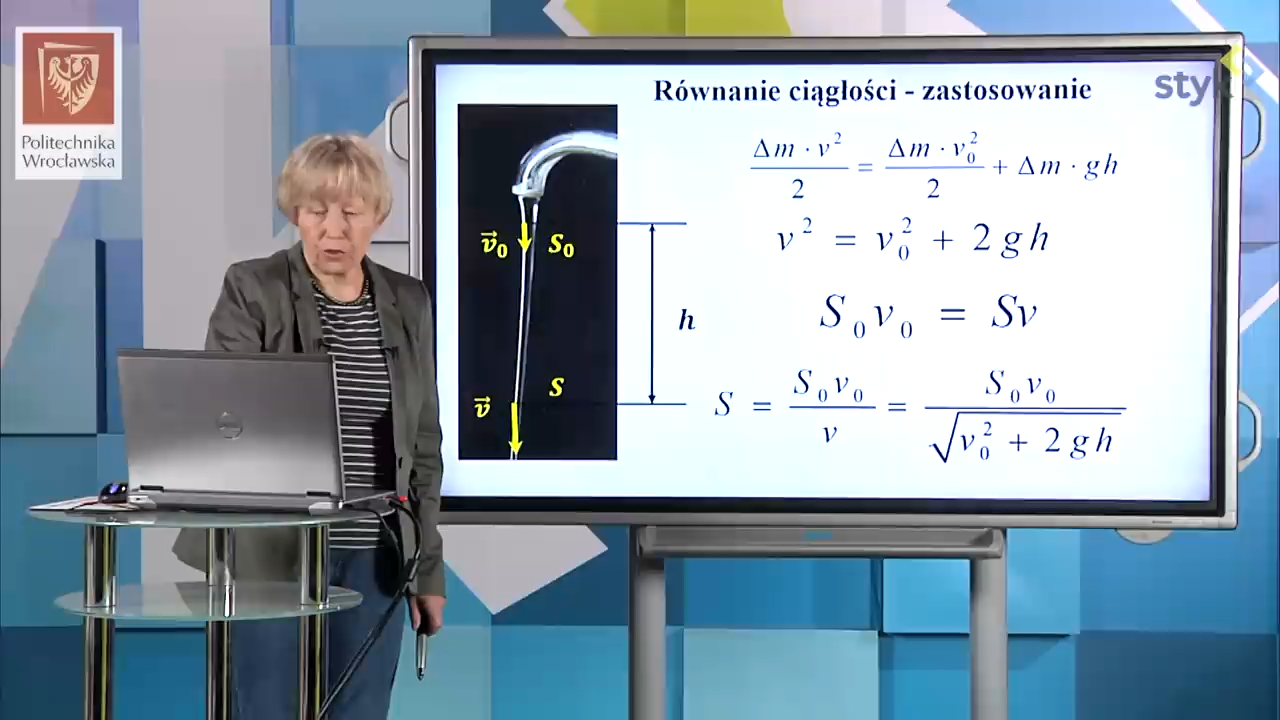 Politechnika
Wrocławska
styk
Równanie ciągłości - zastosowanie
Δm · v² / 2 = Δm · v₀² / 2 + Δm · gh
v² = v₀² + 2gh
S₀v₀ = Sv
S = S₀v₀ / v = S₀v₀ / √(v₀² + 2gh)
v⃗₀ S₀
h
S
v⃗